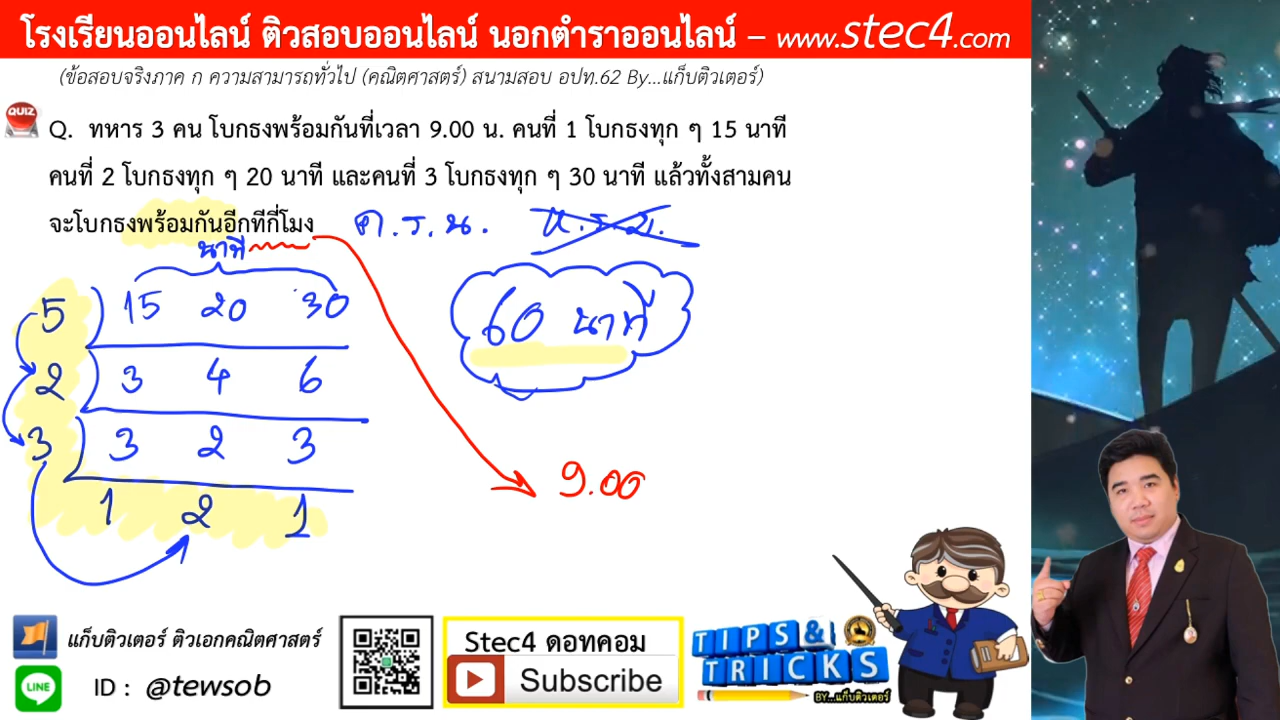 โรงเรียนออนไลน์ ติวสอบออนไลน์ นอกตำราออนไลน์ – www.stec4.com
(ข้อสอบจริงภาค ก ความสามารถทั่วไป (คณิตศาสตร์) สนามสอบ อปท.62 By...แก็บติวเตอร์)
QUIZ
Q. ทหาร 3 คน โบกธงพร้อมกันที่เวลา 9.00 น. คนที่ 1 โบกธงทุก ๆ 15 นาที
คนที่ 2 โบกธงทุก ๆ 20 นาที และคนที่ 3 โบกธงทุก ๆ 30 นาที แล้วทั้งสามคน
จะโบกธงพร้อมกันอีกทีกี่โมง ค.ร.น. ห.ร.ม.
นาที
5 ) 15 20 30
60 นาที
2 ) 3 4 6
3 ) 3 2 3
9.00
1 2 1
แก็บติวเตอร์ ติวเอกคณิตศาสตร์
LINE
ID : @tewsob
Stec4 ดอทคอม
Subscribe
TIPS &
TRICKS
BY...แก็บติวเตอร์